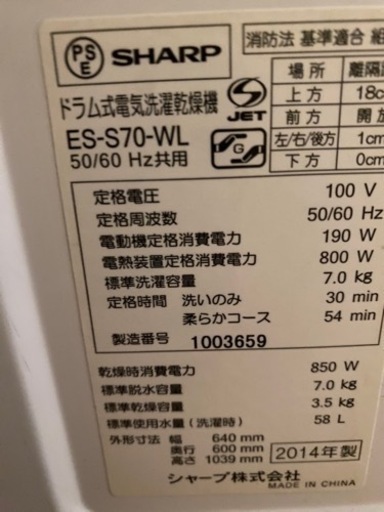 PS E SHARP
ドラム式電気洗濯乾燥機
ES-S70-WL
50/60 Hz共用
S JET
G
消防法 基準適合 組
場所 離隔
上方 18c
前方 開
左/右/後方 1cm
下方 0cm
定格電圧 100 V
定格周波数 50/60 Hz
電動機定格消費電力 190 W
電熱装置定格消費電力 800 W
標準洗濯容量 7.0 kg
定格時間 洗いのみ 30 min
柔らかコース 54 min
製造番号 1003659
乾燥時消費電力 850 W
標準脱水容量 7.0 kg
標準乾燥容量 3.5 kg
標準使用水量(洗濯時) 58 L
外形寸法 幅 640 mm
奥行 600 mm
高さ 1039 mm
2014年製
シャープ株式会社
MADE IN CHINA